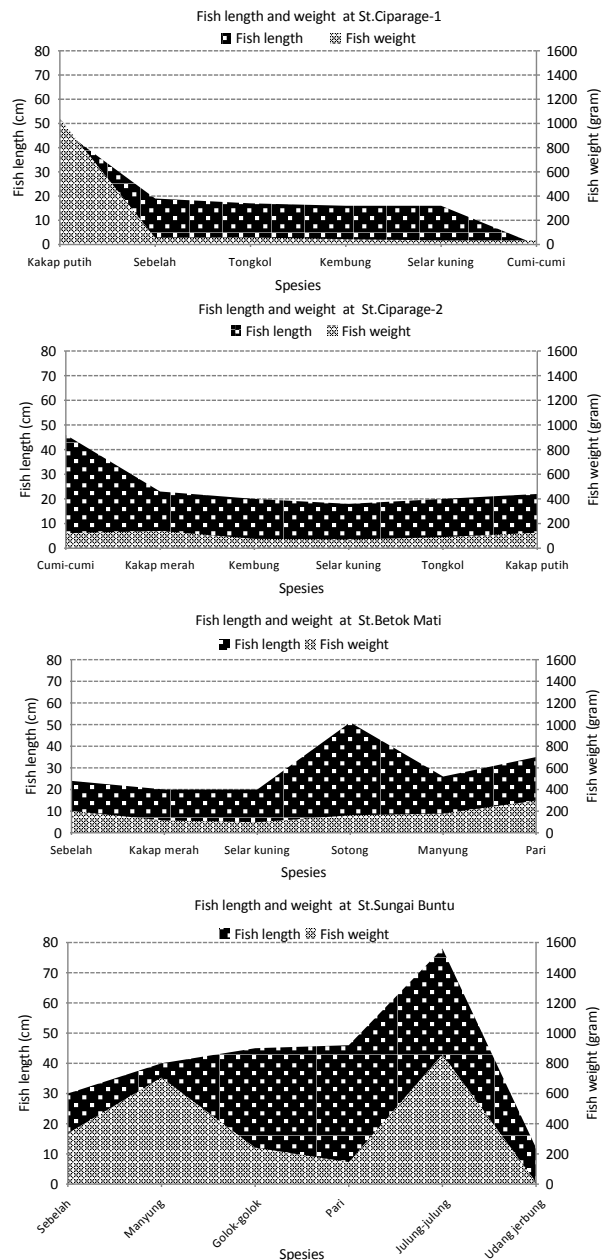 Fish length and weight at St.Ciparage-1
Fish length Fish weight
Fish length (cm)
Fish weight (gram)
80 1600
70 1400
60 1200
50 1000
40 800
30 600
20 400
10 200
0 0
Kakap putih Sebelah Tongkol Kembung Selar kuning Cumi-cumi
Spesies
Fish length and weight at St.Ciparage-2
Fish length Fish weight
Fish length (cm)
Fish weight (gram)
80 1600
70 1400
60 1200
50 1000
40 800
30 600
20 400
10 200
0 0
Cumi-cumi Kakap merah Kembung Selar kuning Tongkol Kakap putih
Spesies
Fish length and weight at St.Betok Mati
Fish length Fish weight
Fish length (cm)
Fish weight (gram)
80 1600
70 1400
60 1200
50 1000
40 800
30 600
20 400
10 200
0 0
Sebelah Kakap merah Selar kuning Sotong Manyung Pari
Spesies
Fish length and weight at St.Sungai Buntu
Fish length Fish weight
Fish length (cm)
Fish weight (gram)
80 1600
70 1400
60 1200
50 1000
40 800
30 600
20 400
10 200
0 0
Sebelah Manyung Golok-golok Pari Julung-julung Udang jerbung
Spesies